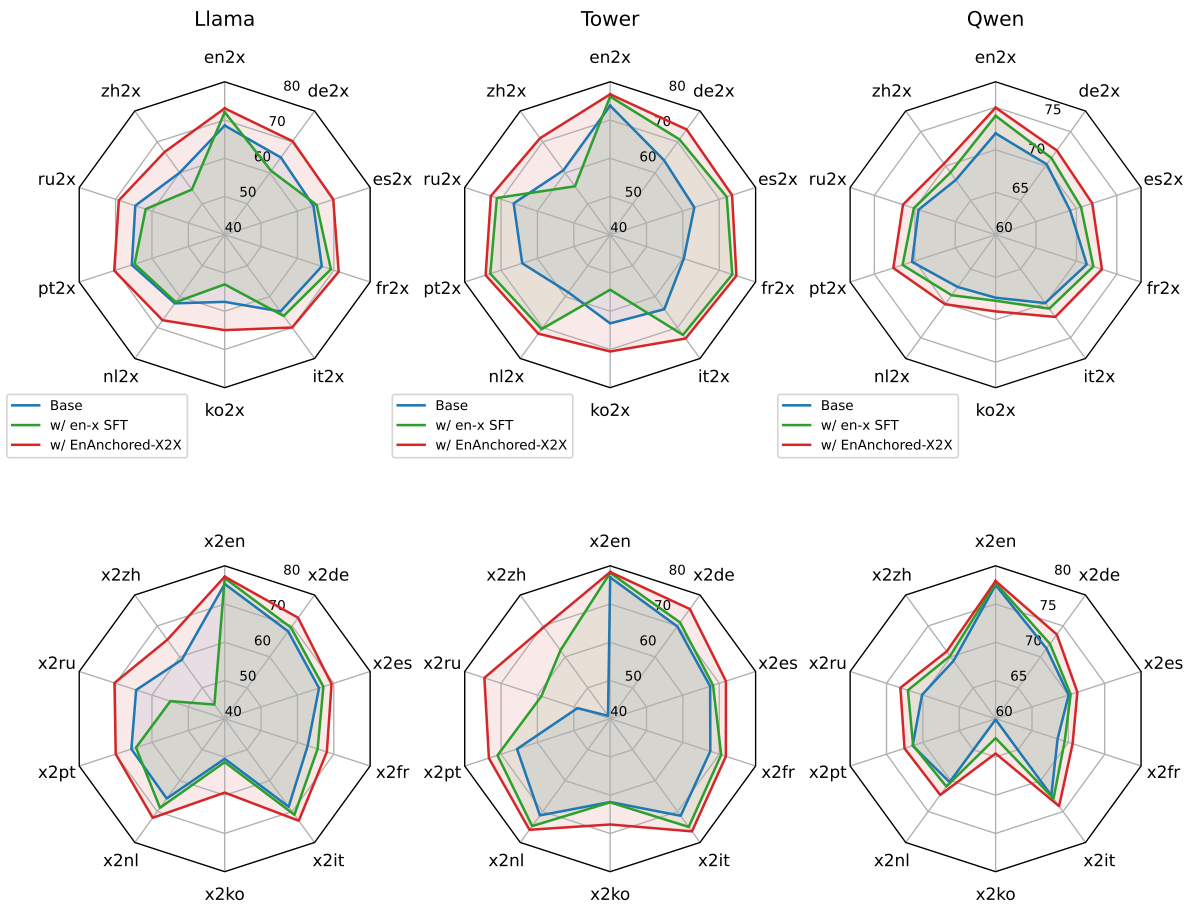 Llama
en2x
de2x
es2x
fr2x
it2x
ko2x
nl2x
pt2x
ru2x
zh2x
40
50
60
70
80
Base
w/ en-x SFT
w/ EnAnchored-X2X
Tower
en2x
de2x
es2x
fr2x
it2x
ko2x
nl2x
pt2x
ru2x
zh2x
40
50
60
70
Base
w/ en-x SFT
w/ EnAnchored-X2X
80
Qwen
en2x
de2x
es2x
fr2x
it2x
ko2x
nl2x
pt2x
ru2x
zh2x
60
65
70
75
Base
w/ en-x SFT
w/ EnAnchored-X2X
x2en
x2de
x2es
x2fr
x2it
x2ko
x2nl
x2pt
x2ru
x2zh
40
50
60
70
80
x2en
x2de
x2es
x2fr
x2it
x2ko
x2nl
x2pt
x2ru
x2zh
40
50
60
70
80
x2en
x2de
x2es
x2fr
x2it
x2ko
x2nl
x2pt
x2ru
x2zh
60
65
70
75
80